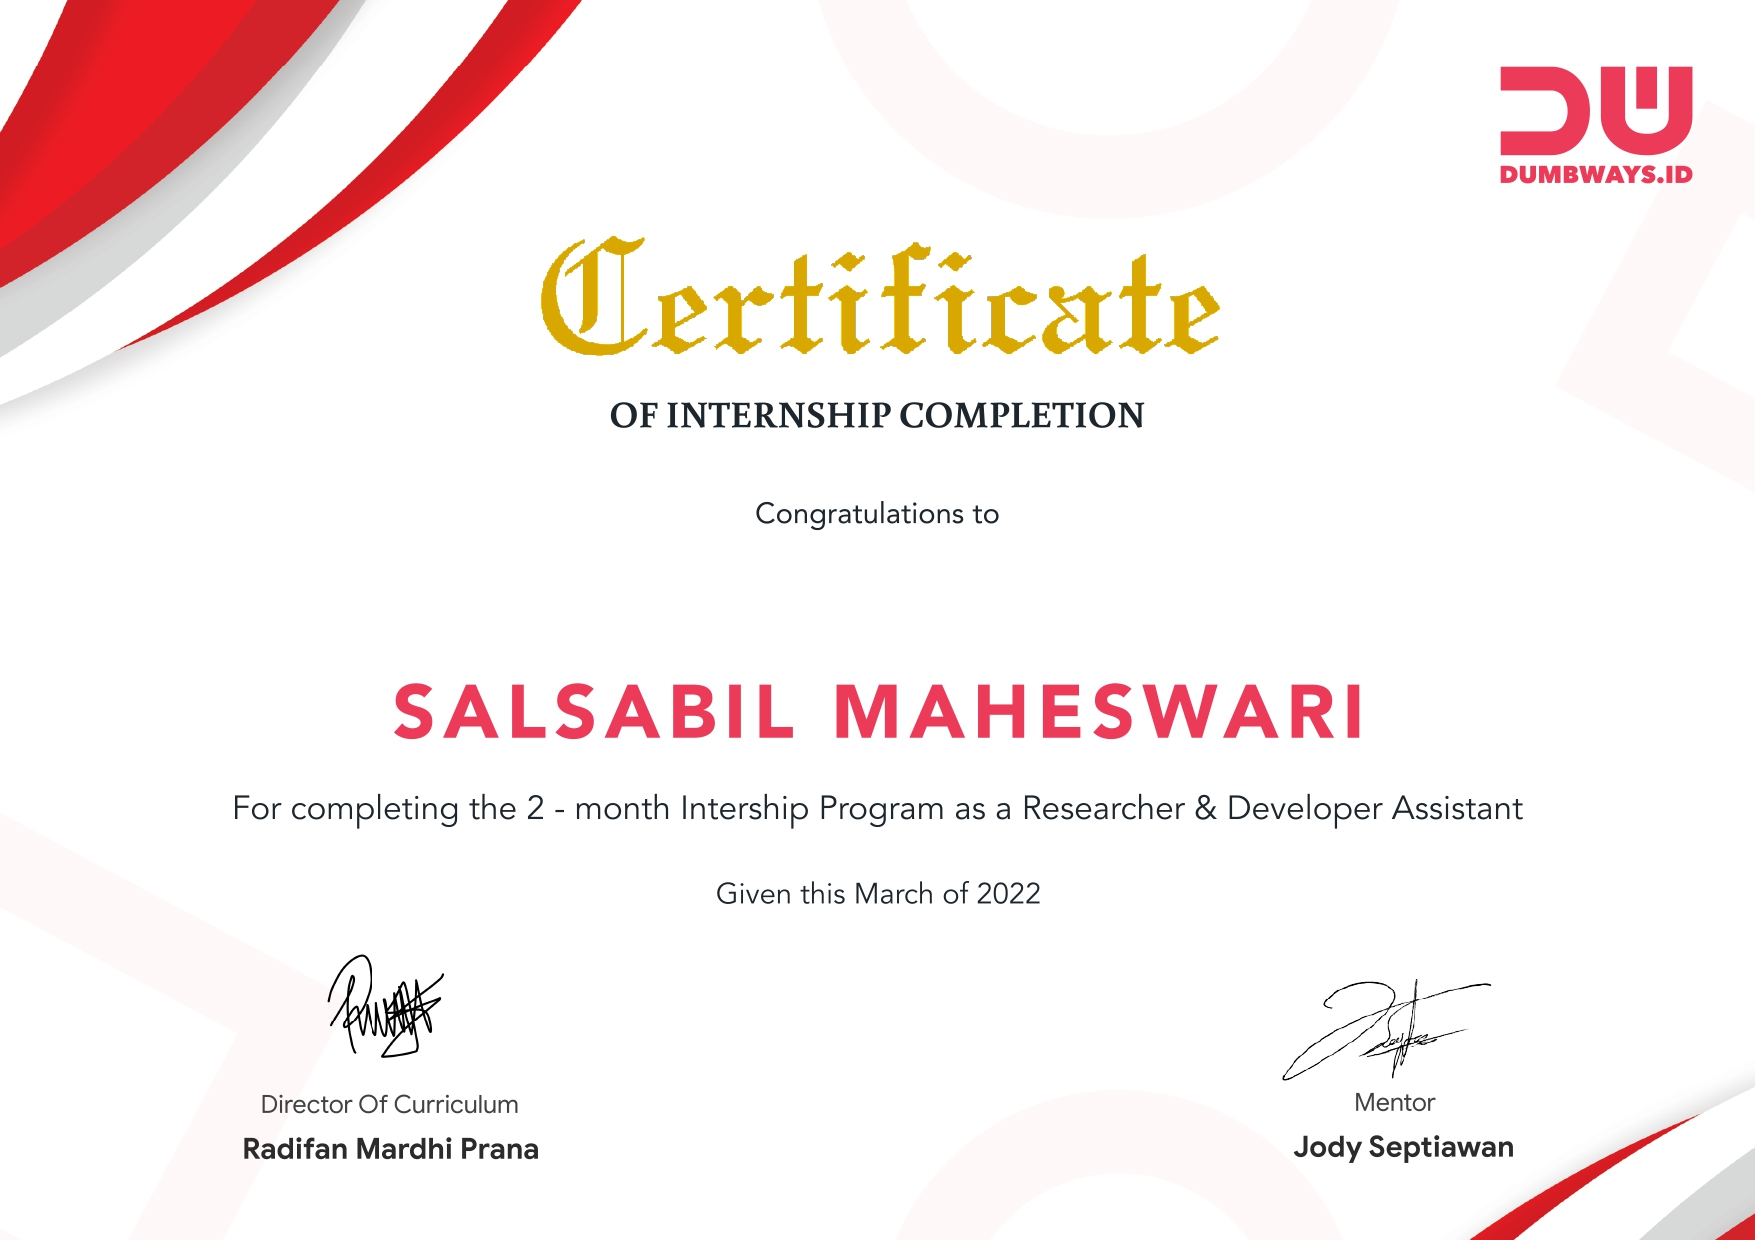 DUMBWAYS.ID
Certificate
OF INTERNSHIP COMPLETION
Congratulations to
SALSABIL MAHESWARI
For completing the 2 - month Intership Program as a Researcher & Developer Assistant
Given this March of 2022
Director Of Curriculum
Radifan Mardhi Prana
Mentor
Jody Septiawan